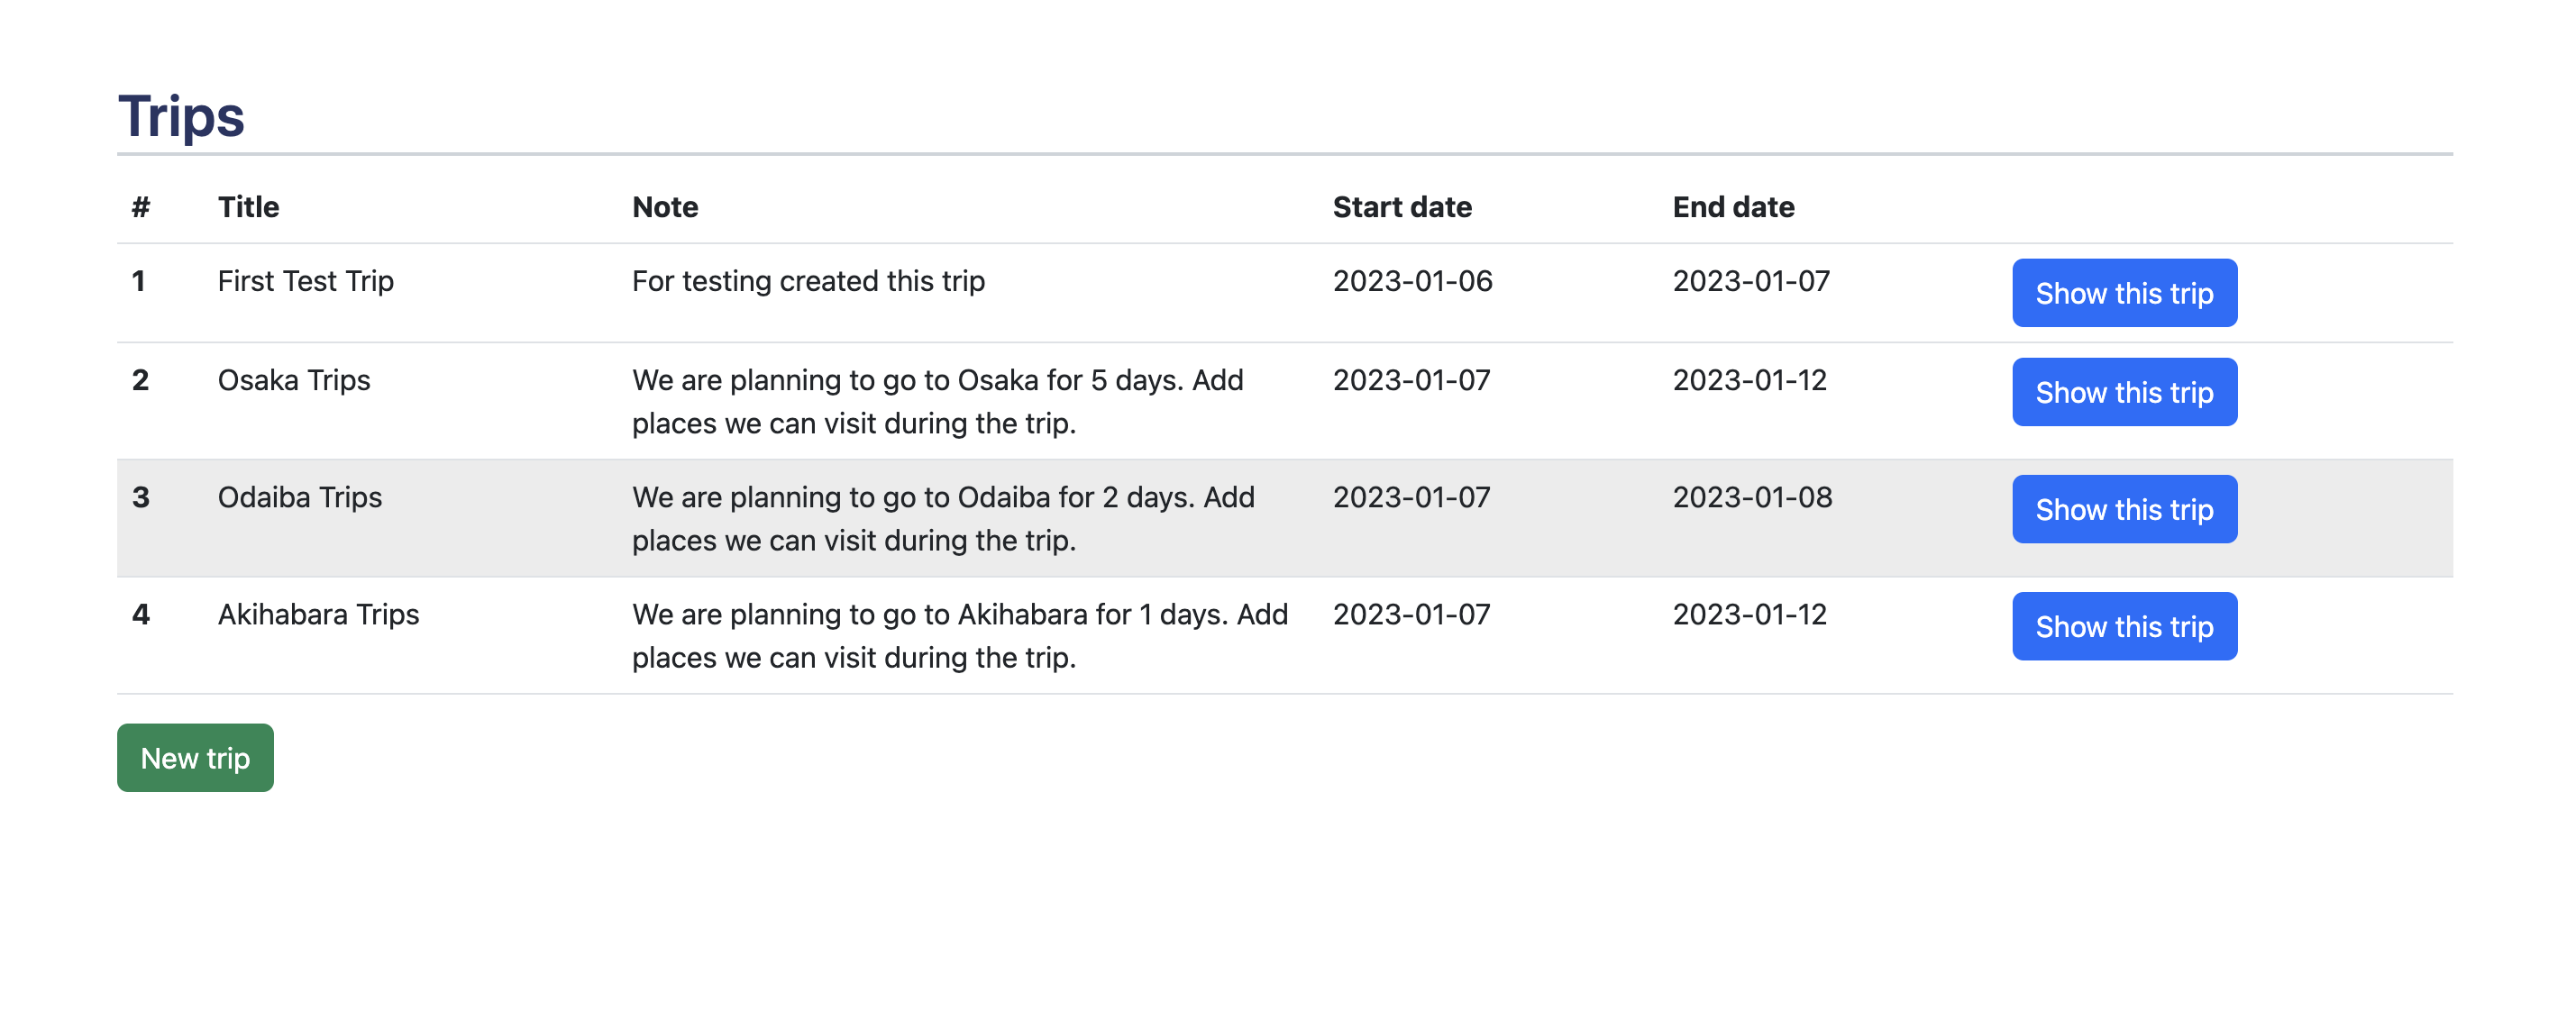 Trips
# Title Note Start date End date
1 First Test Trip For testing created this trip 2023-01-06 2023-01-07 Show this trip
2 Osaka Trips We are planning to go to Osaka for 5 days. Add 2023-01-07 2023-01-12 Show this trip
places we can visit during the trip.
3 Odaiba Trips We are planning to go to Odaiba for 2 days. Add 2023-01-07 2023-01-08 Show this trip
places we can visit during the trip.
4 Akihabara Trips We are planning to go to Akihabara for 1 days. Add 2023-01-07 2023-01-12 Show this trip
places we can visit during the trip.
New trip